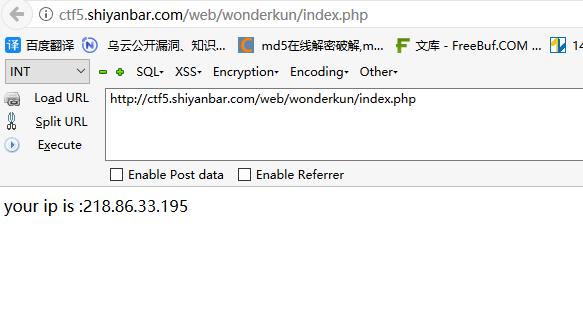 ctf5.shiyanbar.com/web/wonderkun/index.php
译 百度翻译 乌云公开漏洞、知识... C md5在线解密破解,m... 文库 - FreeBuf.COM ... 14
INT SQL XSS Encryption Encoding Other
Load URL http://ctf5.shiyanbar.com/web/wonderkun/index.php
Split URL
Execute
Enable Post data Enable Referrer
your ip is :218.86.33.195